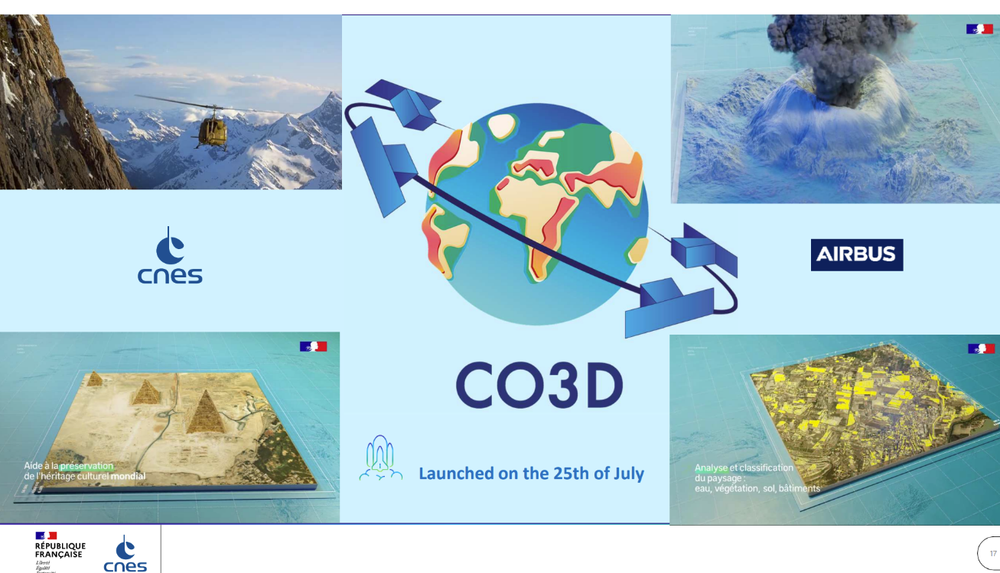 cnes
AIRBUS
CO3D
Launched on the 25th of July
Aide à la préservation
de l'héritage culturel mondial
Analyse et classification
du paysage :
eau, végétation, sol, bâtiments
RÉPUBLIQUE
FRANÇAISE
Liberté
Égalité
cnes
17